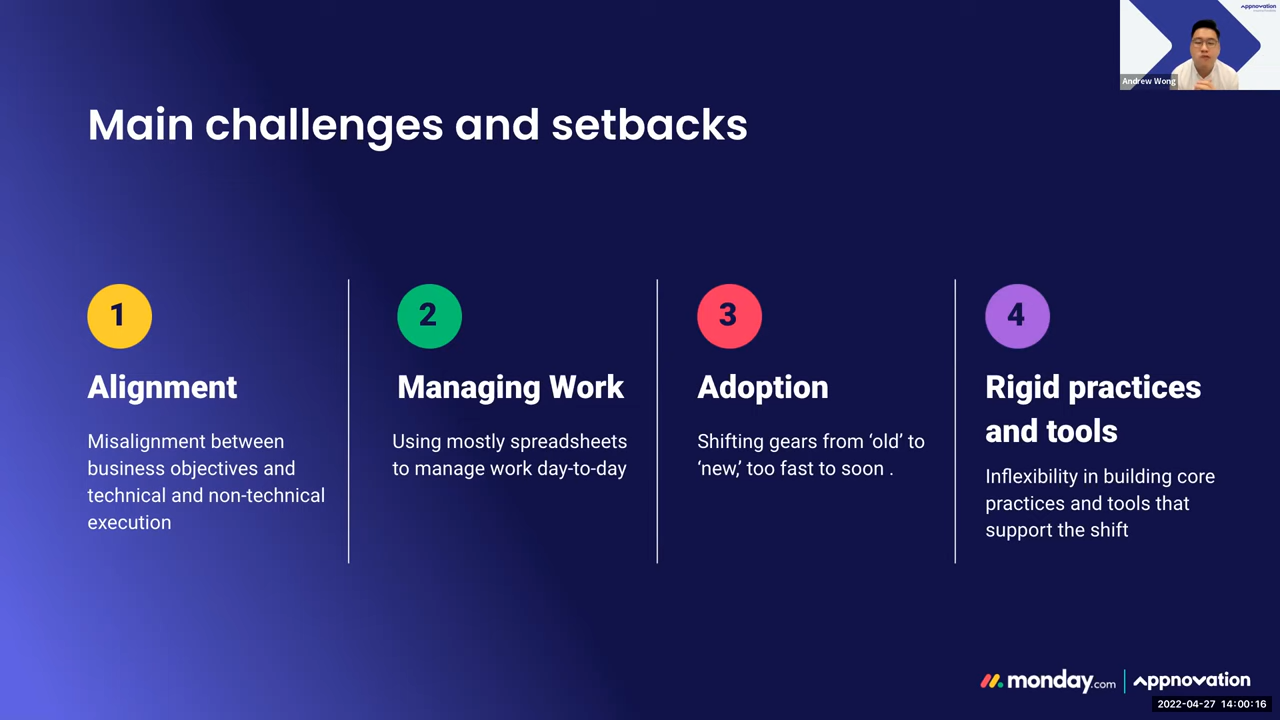 Appnovation
Andrew Wong
Main challenges and setbacks
1
Alignment
Misalignment between
business objectives and
technical and non-technical
execution
2
Managing Work
Using mostly spreadsheets
to manage work day-to-day
3
Adoption
Shifting gears from ‘old’ to
‘new,’ too fast to soon .
4
Rigid practices
and tools
Inflexibility in building core
practices and tools that
support the shift
monday.com | Appnovation
2022-04-27 14:00:16